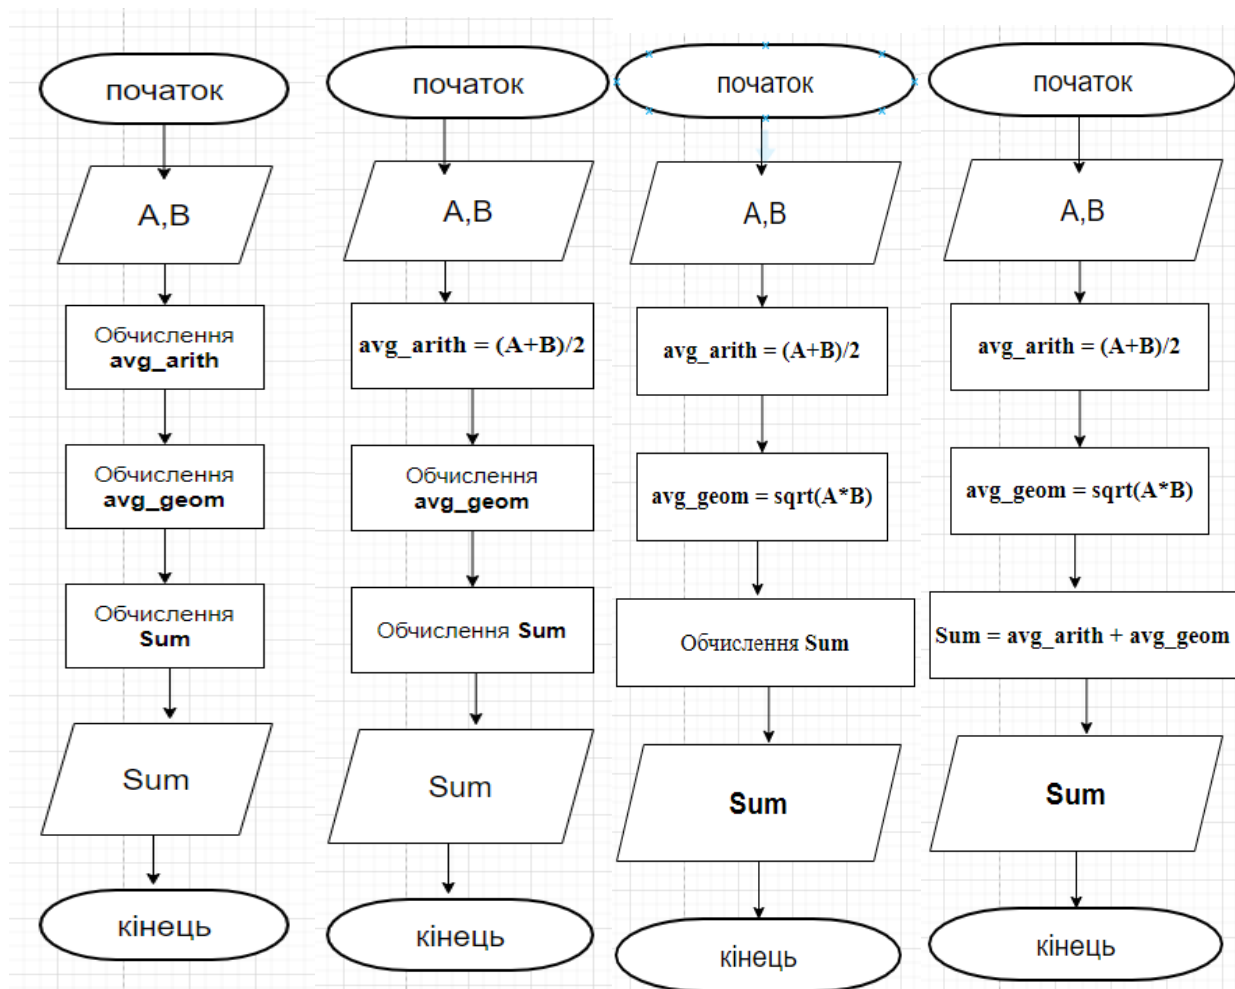 початок
A,B
Обчислення
avg_arith
Обчислення
avg_geom
Обчислення
Sum
Sum
кінець
початок
A,B
avg_arith = (A+B)/2
Обчислення
avg_geom
Обчислення Sum
Sum
кінець
початок
A,B
avg_arith = (A+B)/2
avg_geom = sqrt(A*B)
Обчислення Sum
Sum
кінець
початок
A,B
avg_arith = (A+B)/2
avg_geom = sqrt(A*B)
Sum = avg_arith + avg_geom
Sum
кінець